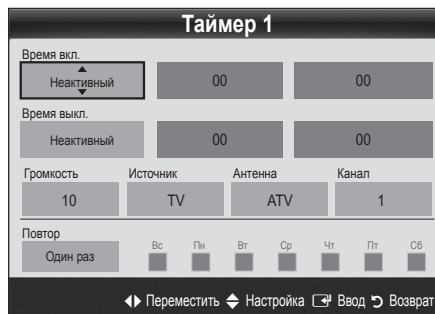 Таймер 1
Время вкл.
Неактивный 00 00
Время выкл.
Неактивный 00 00
Громкость Источник Антенна Канал
10 TV ATV 1
Повтор
Вс Пн Вт Ср Чт Пт Сб
Один раз
Переместить Настройка Ввод Возврат